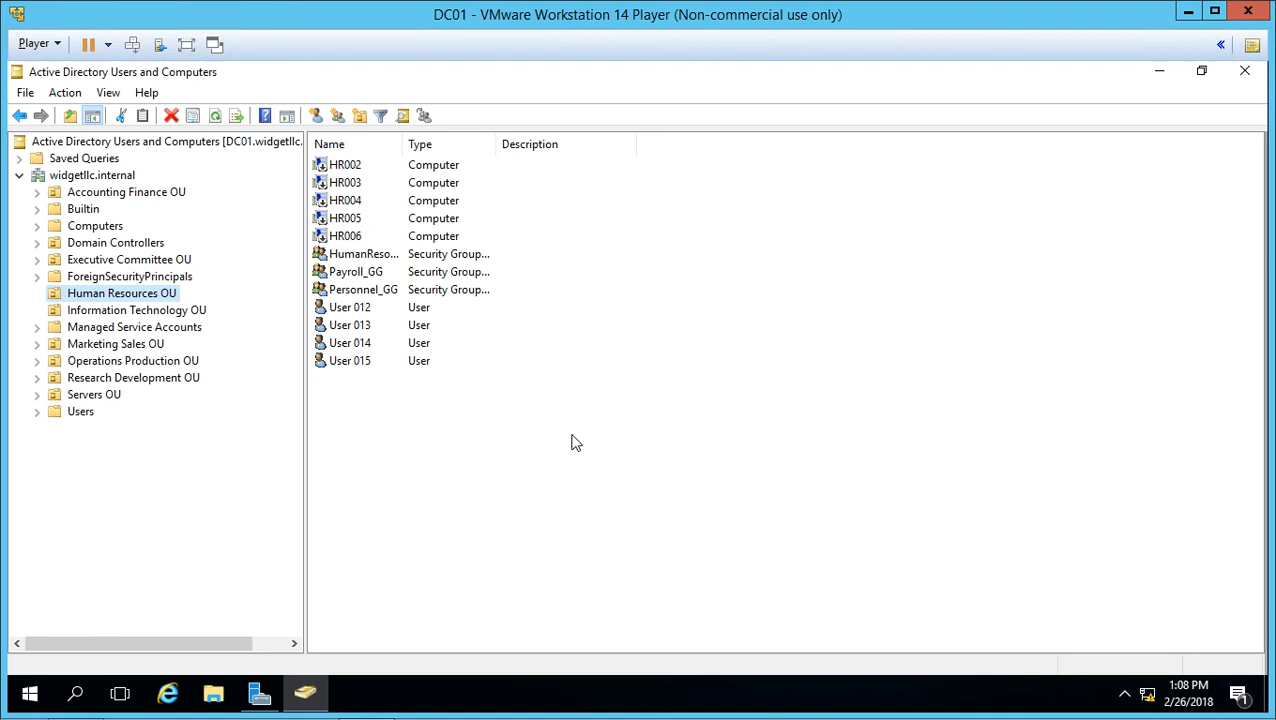 DC01 - VMware Workstation 14 Player (Non-commercial use only)
Player
Active Directory Users and Computers
File Action View Help
Active Directory Users and Computers [DC01.widgetllc.
Saved Queries
widgetllc.internal
Accounting Finance OU
Builtin
Computers
Domain Controllers
Executive Committee OU
ForeignSecurityPrincipals
Human Resources OU
Information Technology OU
Managed Service Accounts
Marketing Sales OU
Operations Production OU
Research Development OU
Servers OU
Users
Name Type Description
HR002 Computer
HR003 Computer
HR004 Computer
HR005 Computer
HR006 Computer
HumanReso... Security Group...
Payroll_GG Security Group...
Personnel_GG Security Group...
User 012 User
User 013 User
User 014 User
User 015 User
1:08 PM
2/26/2018
1